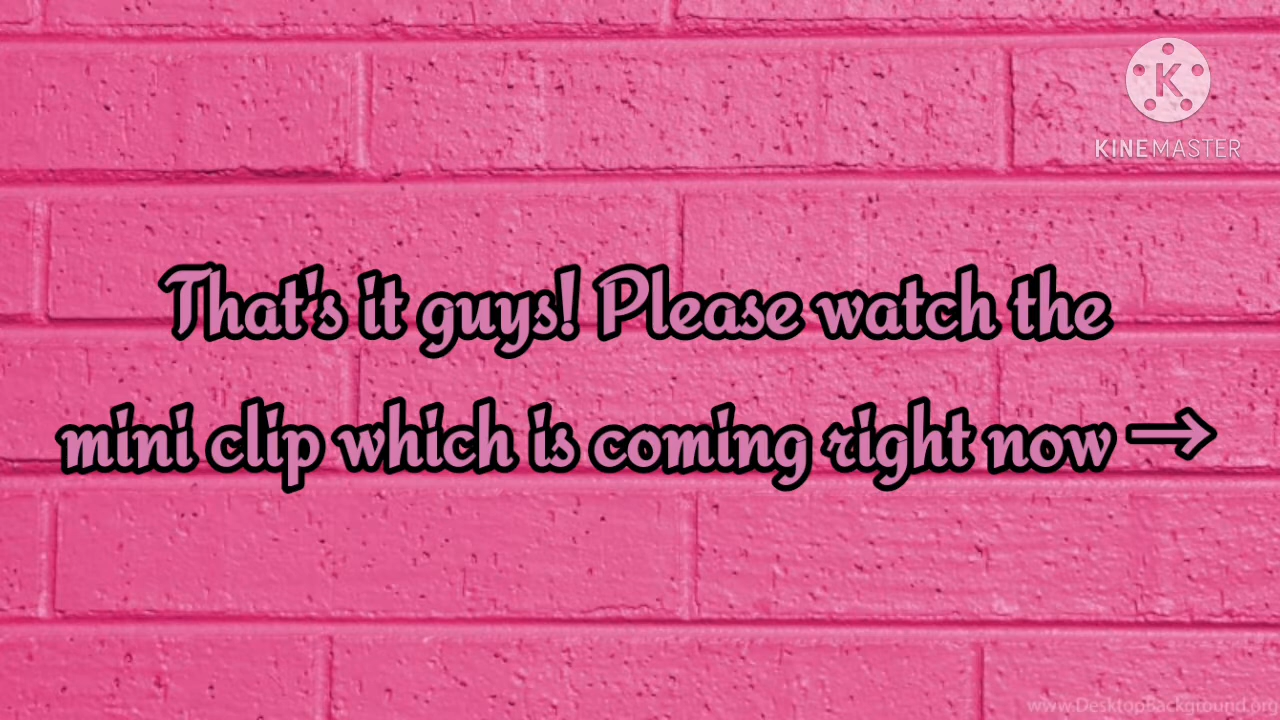 K
KINEMASTER
That's it guys! Please watch the
mini clip which is coming right now →
www.DesktopBackground.org